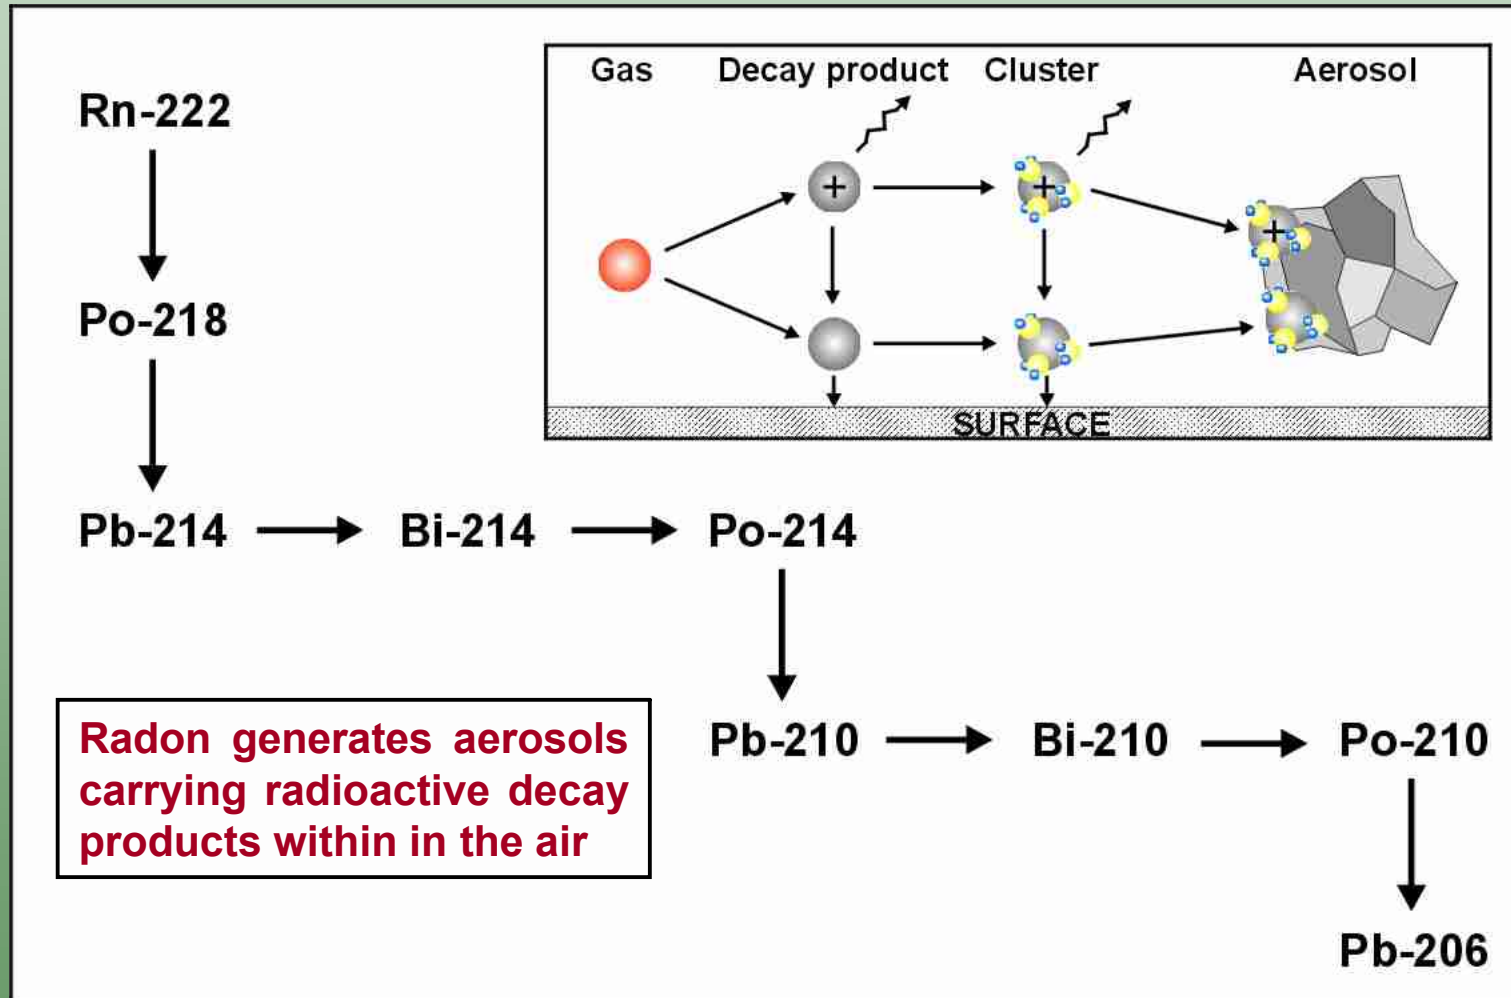 Gas Decay product Cluster Aerosol
Rn-222
+ +
+
Po-218
SURFACE
Pb-214 Bi-214 Po-214
Radon generates aerosols
carrying radioactive decay
products within in the air
Pb-210 Bi-210 Po-210
Pb-206